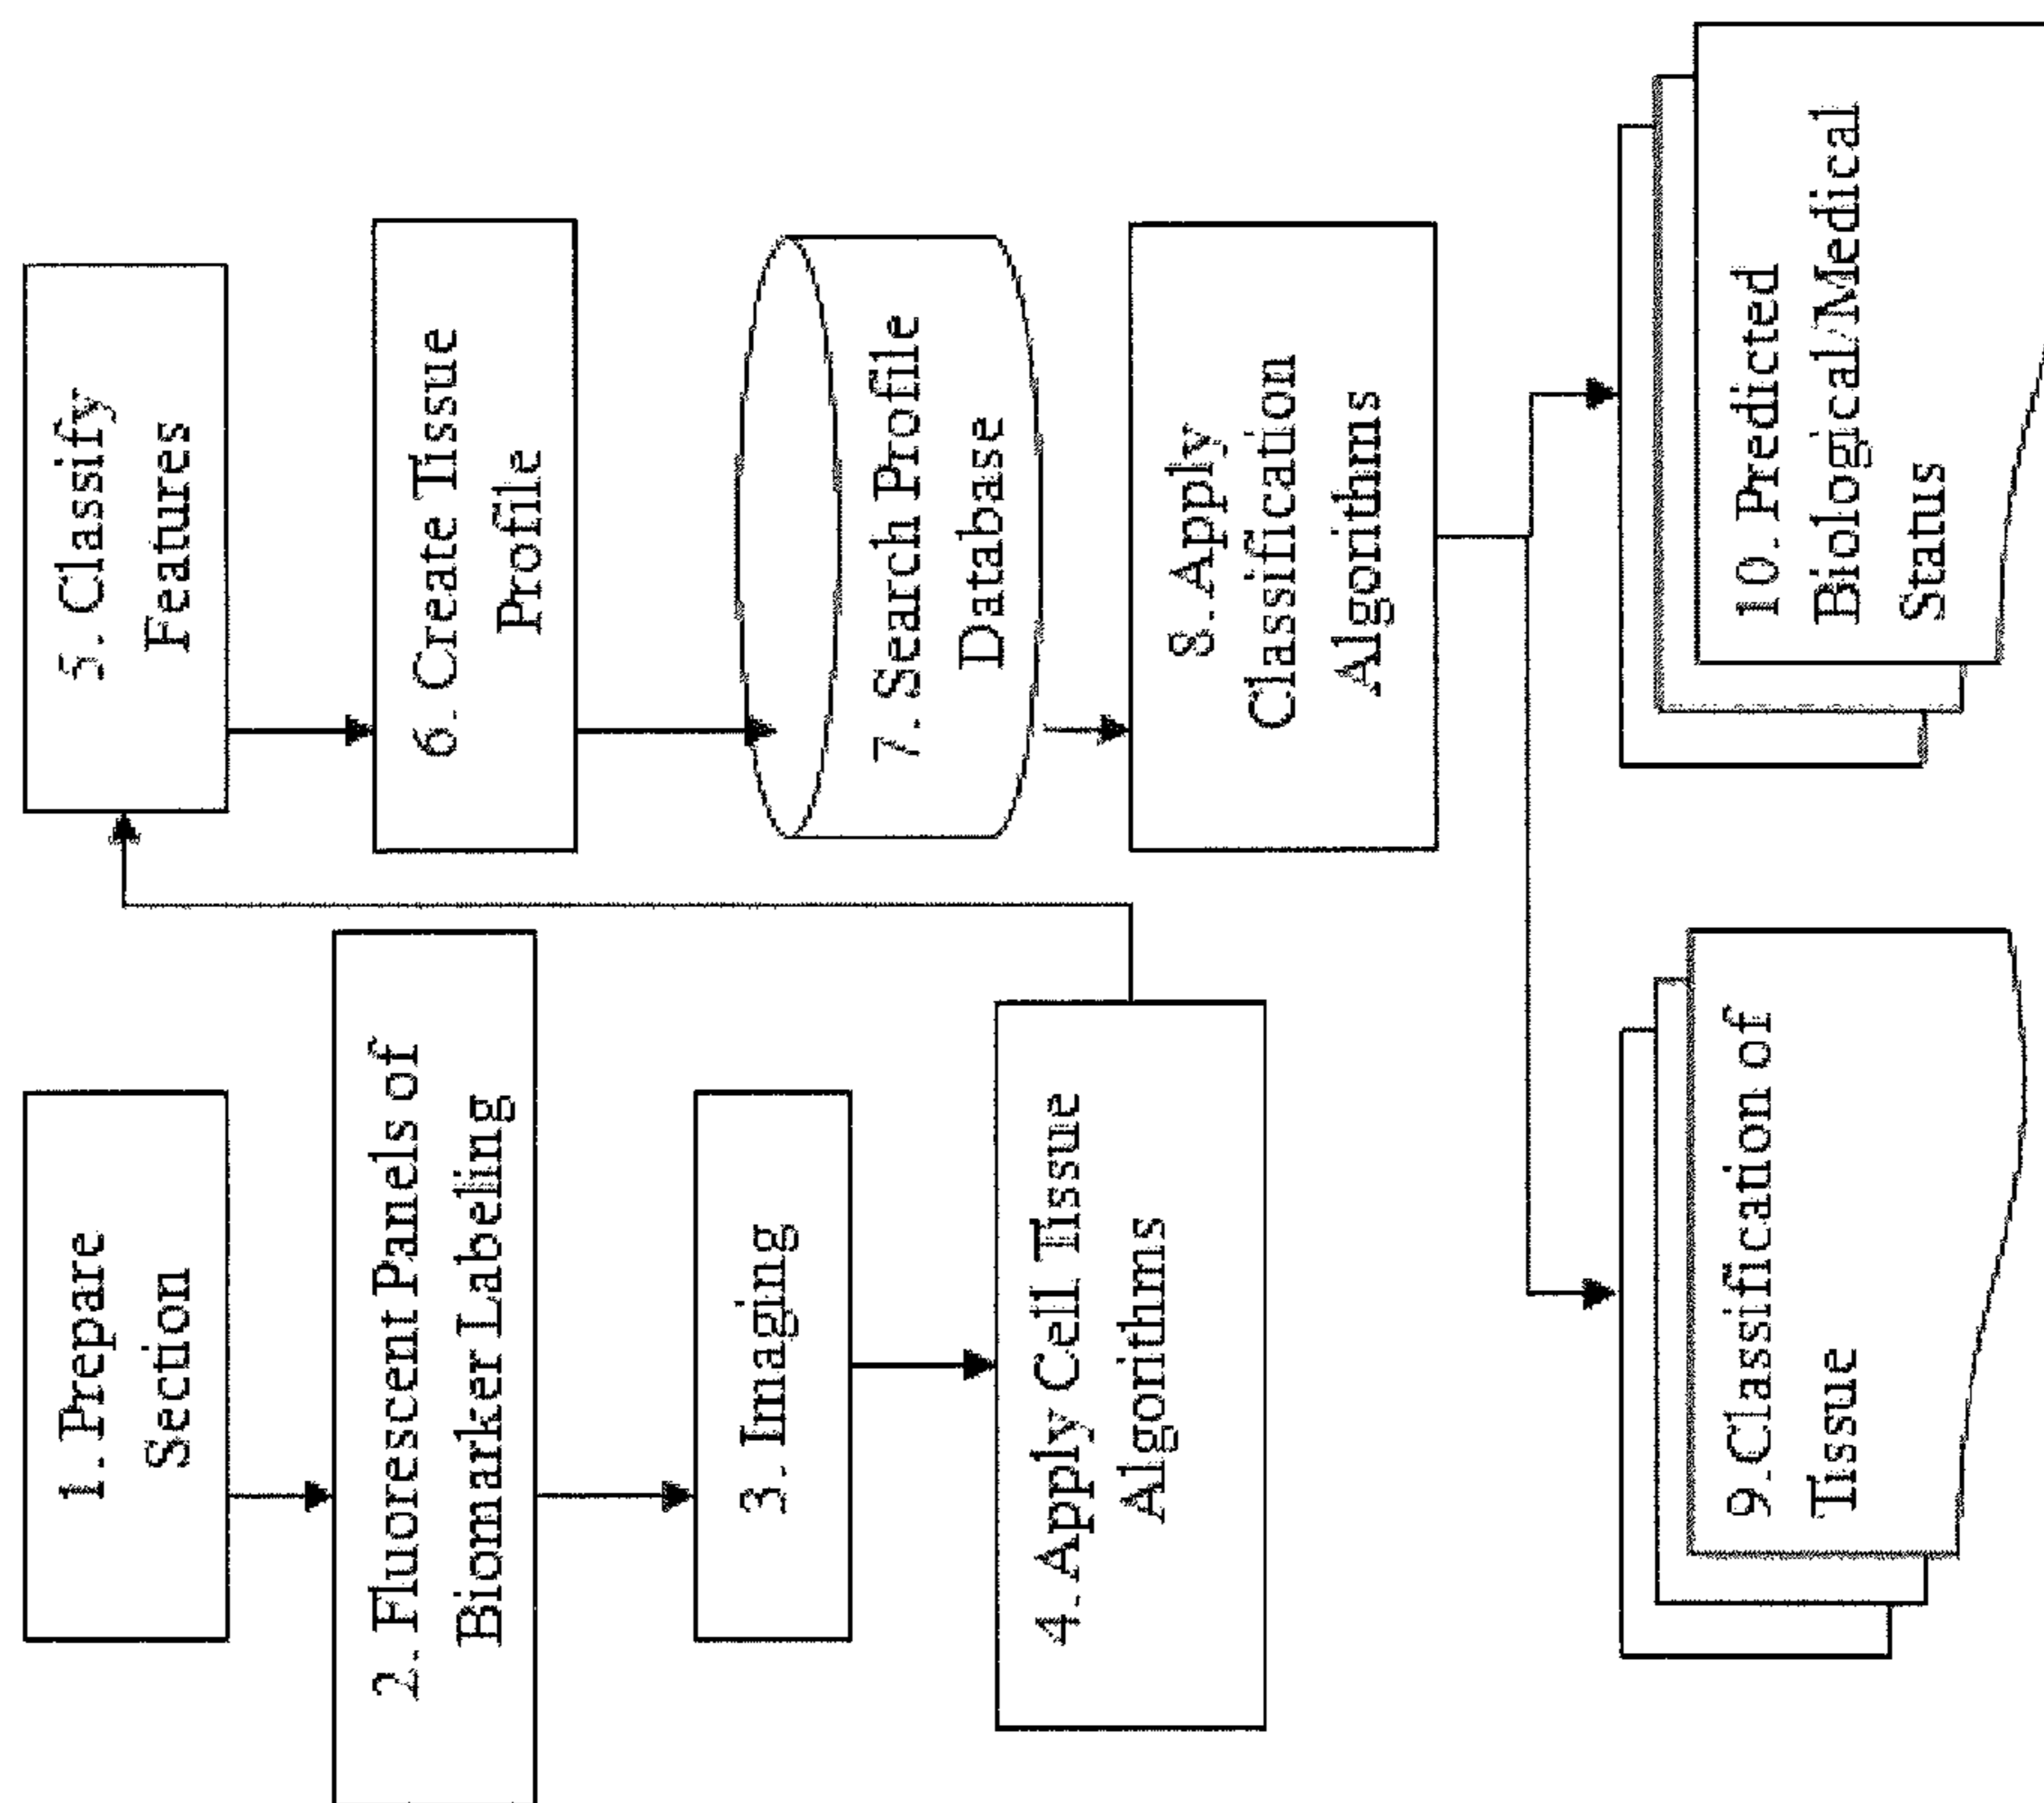 1. Prepare
Section
2. Fluorescent Panels of
Biomarker Labeling
3. Imaging
4. Apply Cell Tissue
Algorithms
5. Classify
Features
6. Create Tissue
Profile
7. Search Profile
Database
8. Apply
Classification
Algorithms
9.Classification of
Tissue
10. Predicted
Biological/Medical
Status